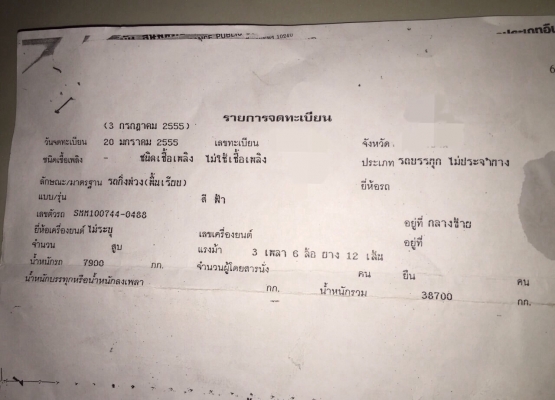 รายการจดทะเบียน
(3 กรกฎาคม 2555)
วันจดทะเบียน 20 มกราคม 2555 เลขทะเบียน จังหวัด
ชนิดเชื้อเพลิง - ชนิดเชื้อเพลิง ไม่ใช้เชื้อเพลิง ประเภท รถบรรทุก ไม่ประจำทาง
ลักษณะ/มาตรฐาน รถกึ่งพ่วง(พื้นเรียบ) ยี่ห้อรถ
แบบ/รุ่น สี ฟ้า
เลขตัวรถ SMM100744-0488 อยู่ที่ กลางซ้าย
ยี่ห้อเครื่องยนต์ ไม่ระบุ เลขเครื่องยนต์ อยู่ที่
จำนวน สูบ แรงม้า 3 เพลา 6 ล้อ ยาง 12 เส้น
น้ำหนักรถ 7900 กก. จำนวนผู้โดยสารนั่ง คน ยืน คน
น้ำหนักบรรทุกหรือน้ำหนักลงเพลา กก. น้ำหนักรวม 38700 กก.